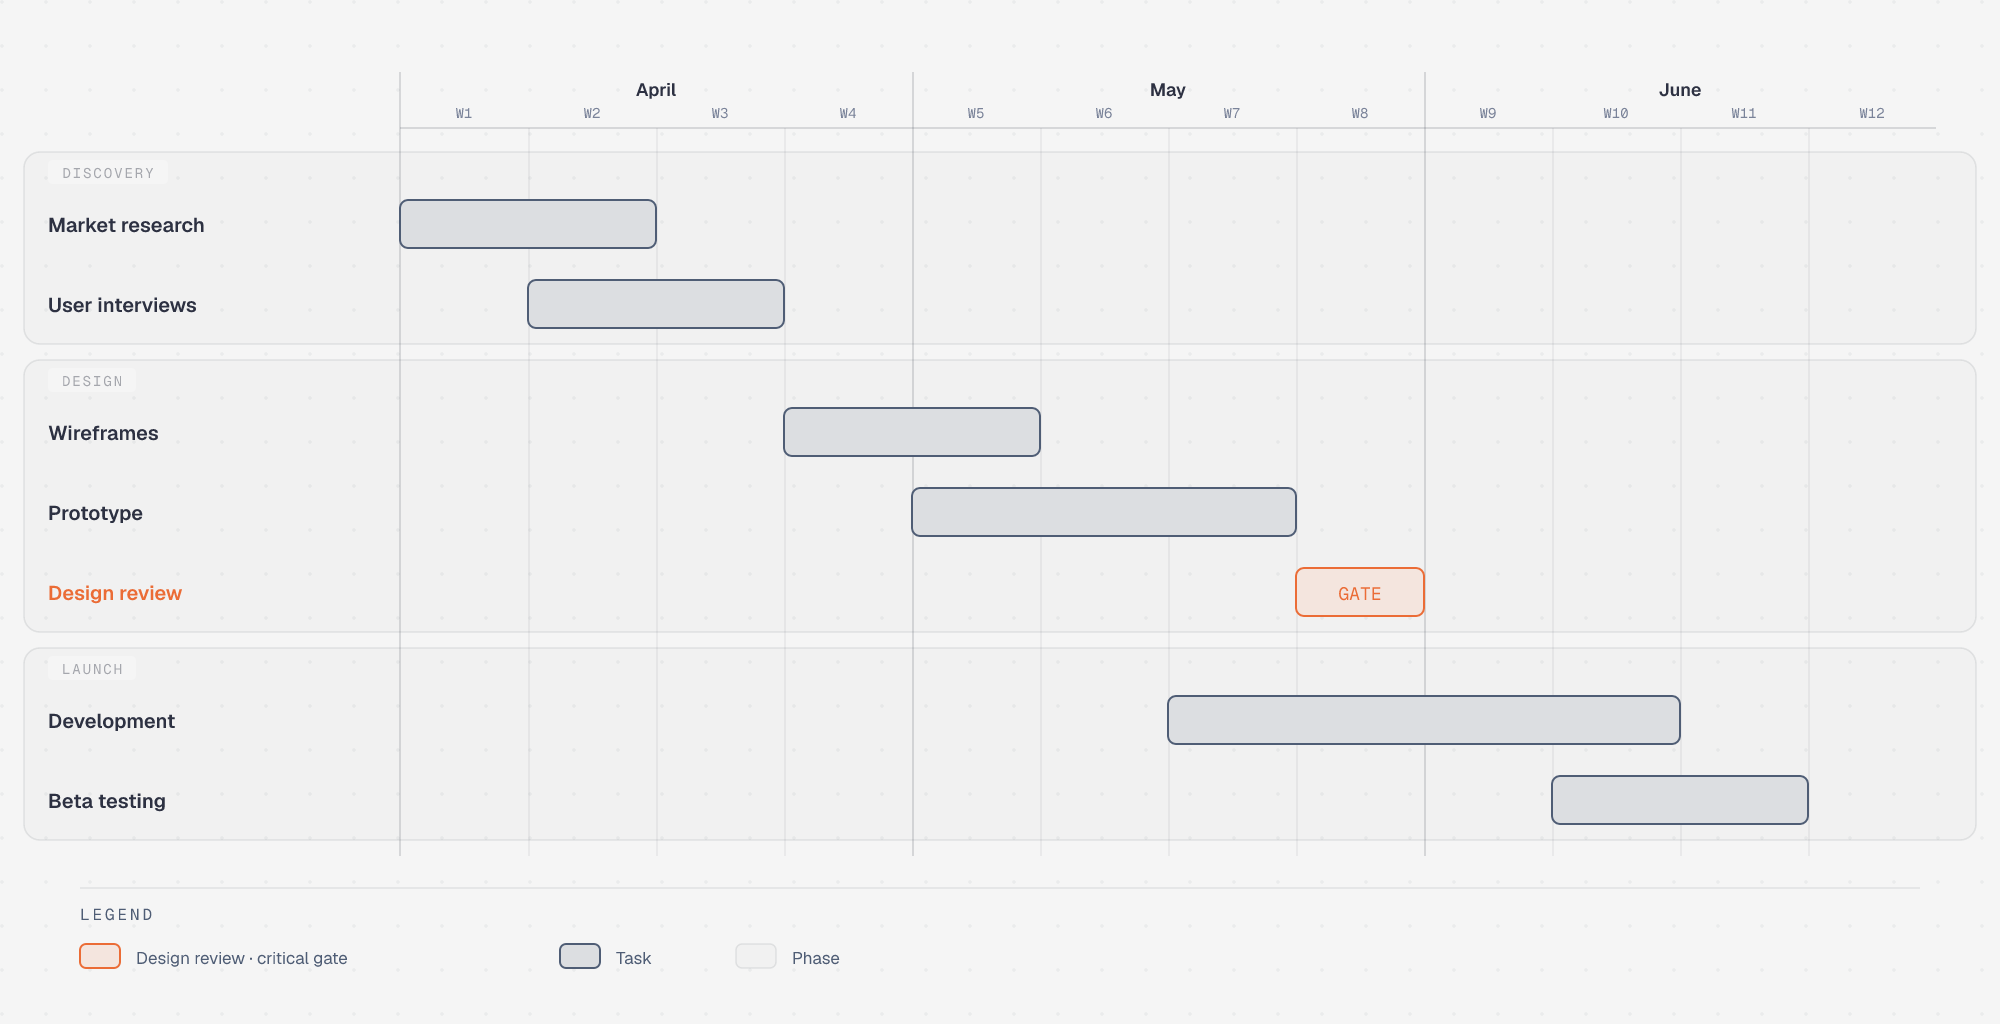 April May June
W1 W2 W3 W4 W5 W6 W7 W8 W9 W10 W11 W12
DISCOVERY
Market research
User interviews
DESIGN
Wireframes
Prototype
Design review GATE
LAUNCH
Development
Beta testing
LEGEND
Design review · critical gate Task Phase